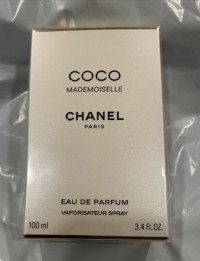 COCO
MADEMOISELLE
CHANEL
PARIS
EAU DE PARFUM
VAPORISATEUR SPRAY
100 ml 3.4 FL.OZ.